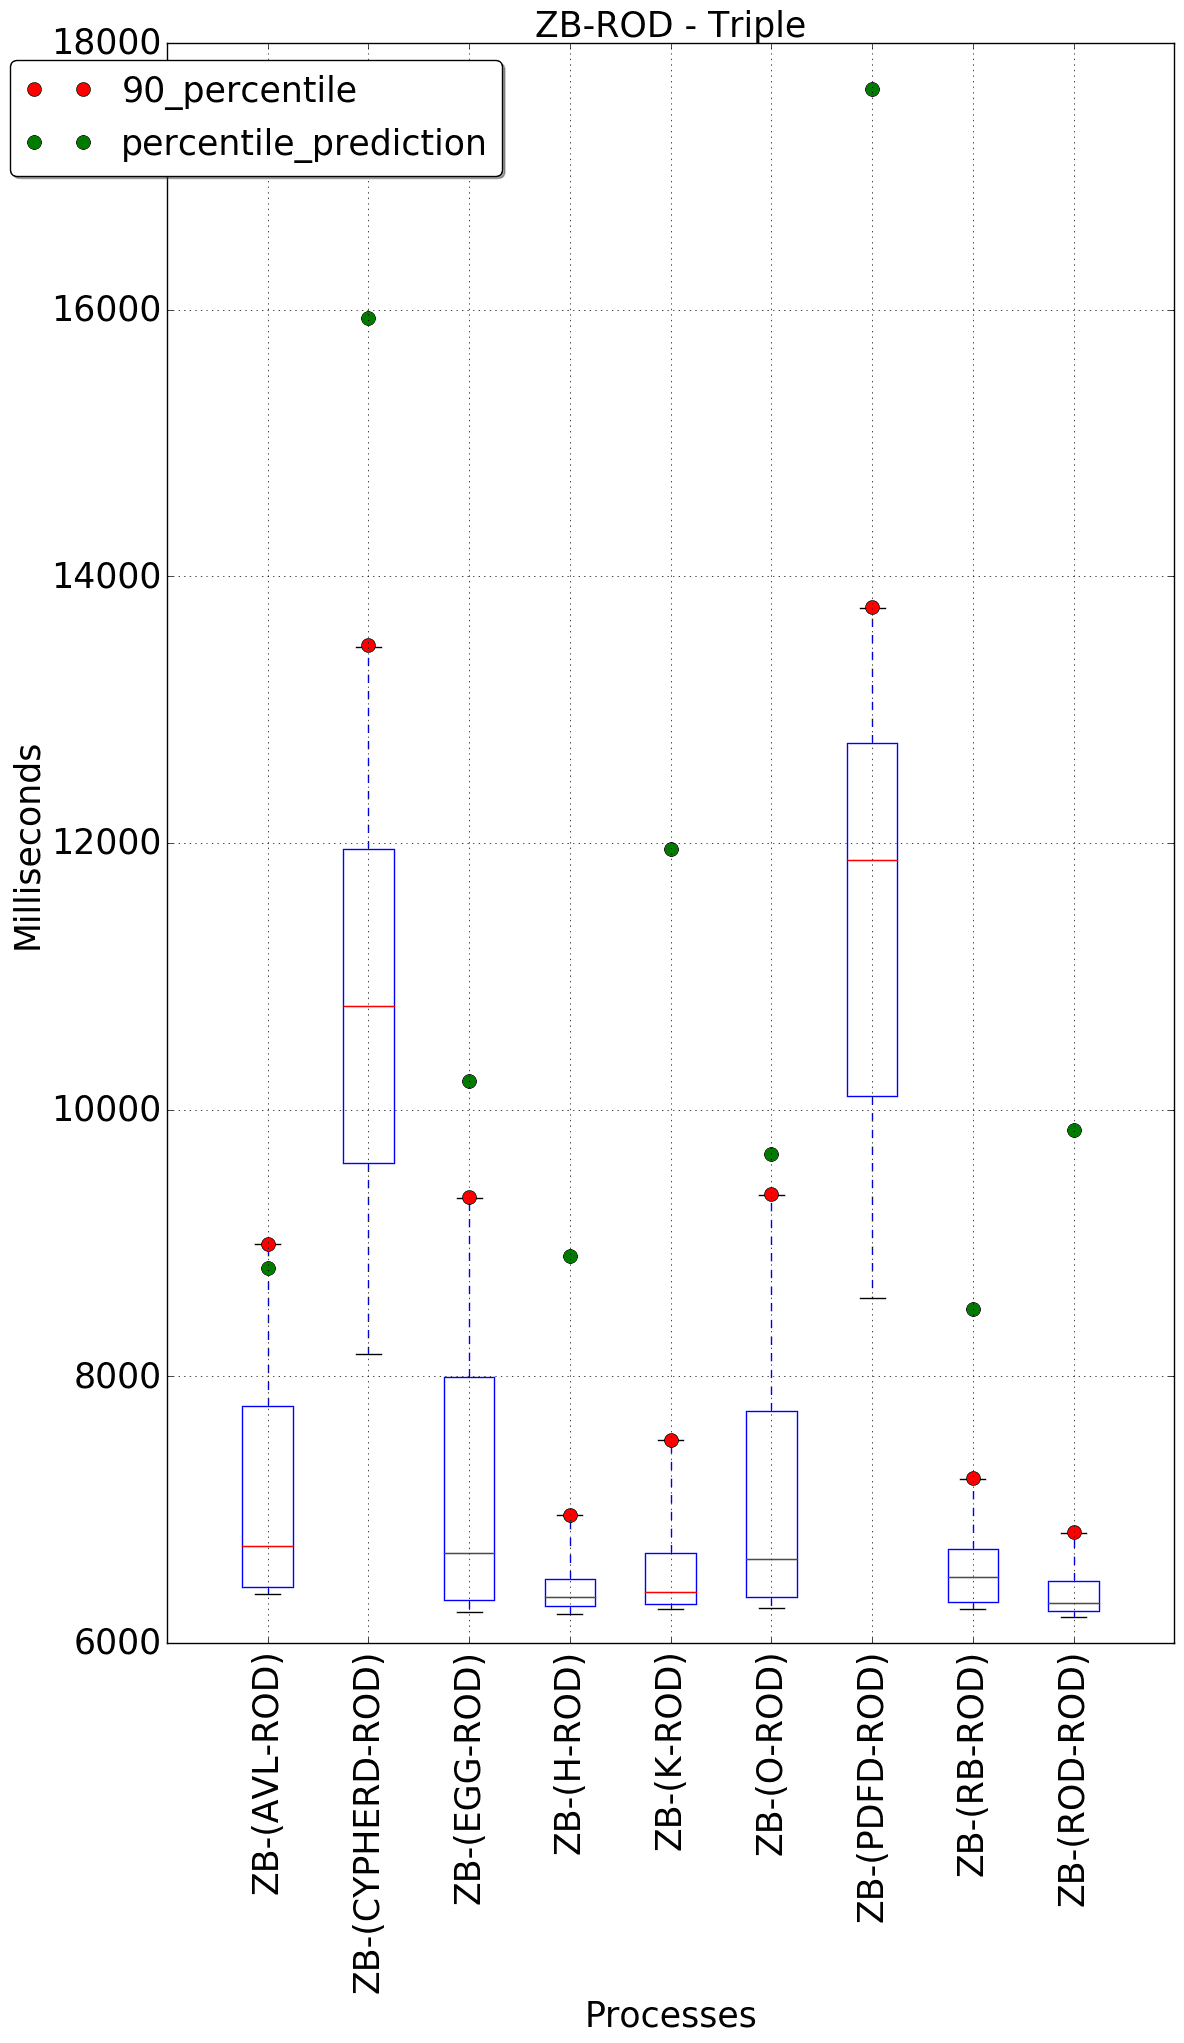 ZB-ROD - Triple
90_percentile
percentile_prediction
18000
16000
14000
12000
10000
8000
6000
Milliseconds
ZB-(AVL-ROD)
ZB-(CYPHERD-ROD)
ZB-(EGG-ROD)
ZB-(H-ROD)
ZB-(K-ROD)
ZB-(O-ROD)
ZB-(PDFD-ROD)
ZB-(RB-ROD)
ZB-(ROD-ROD)
Processes